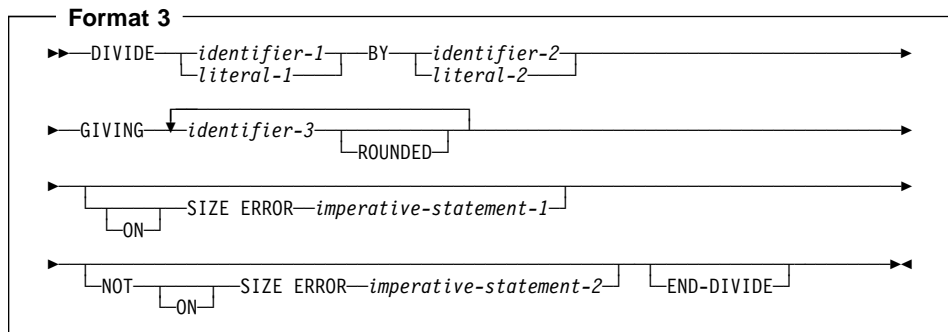 Format 3
DIVIDE identifier-1 BY identifier-2
literal-1 literal-2
GIVING identifier-3
ROUNDED
SIZE ERROR imperative-statement-1
ON
NOT SIZE ERROR imperative-statement-2 END-DIVIDE
ON